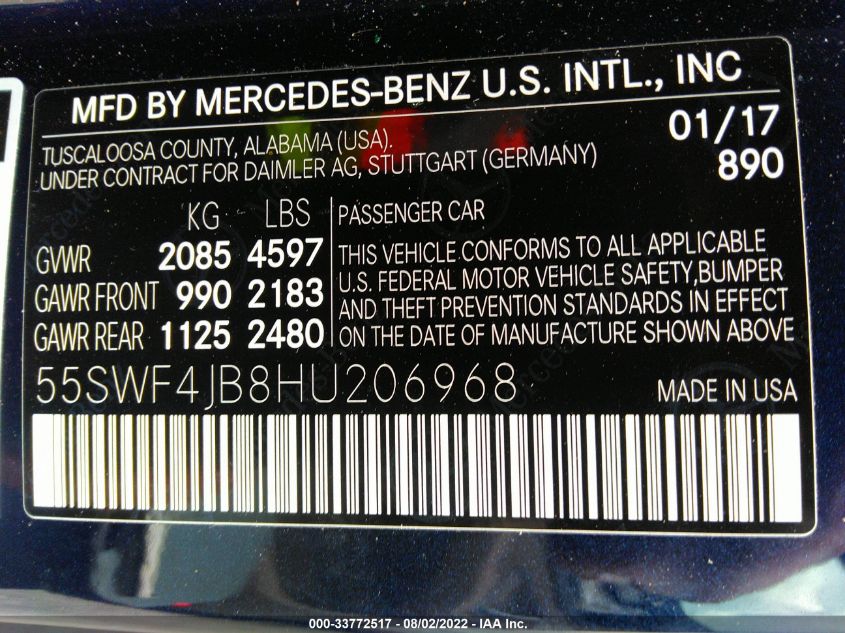 MFD BY MERCEDES-BENZ U.S. INTL., INC
TUSCALOOSA COUNTY, ALABAMA (USA). 01/17
UNDER CONTRACT FOR DAIMLER AG, STUTTGART (GERMANY) 890
KG LBS
GVWR 2085 4597
GAWR FRONT 990 2183
GAWR REAR 1125 2480
PASSENGER CAR
THIS VEHICLE CONFORMS TO ALL APPLICABLE
U.S. FEDERAL MOTOR VEHICLE SAFETY,BUMPER
AND THEFT PREVENTION STANDARDS IN EFFECT
ON THE DATE OF MANUFACTURE SHOWN ABOVE
55SWF4JB8HU206968 MADE IN USA
000-33772517 - 08/02/2022 - IAA Inc.